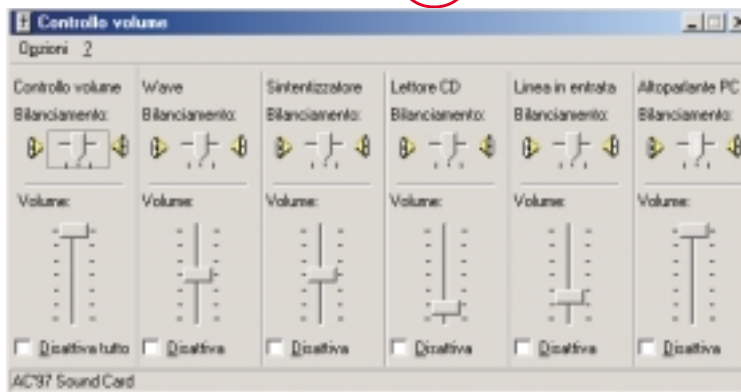 Controllo volume
Opzioni ?
Controllo volume Wave Sintentizzatore Lettore CD Linea in entrata Altoparlante PC
Bilanciamento: Bilanciamento: Bilanciamento: Bilanciamento: Bilanciamento: Bilanciamento:
Volume: Volume: Volume: Volume: Volume: Volume:
Disattiva tutto Disattiva Disattiva Disattiva Disattiva Disattiva
AC'97 Sound Card